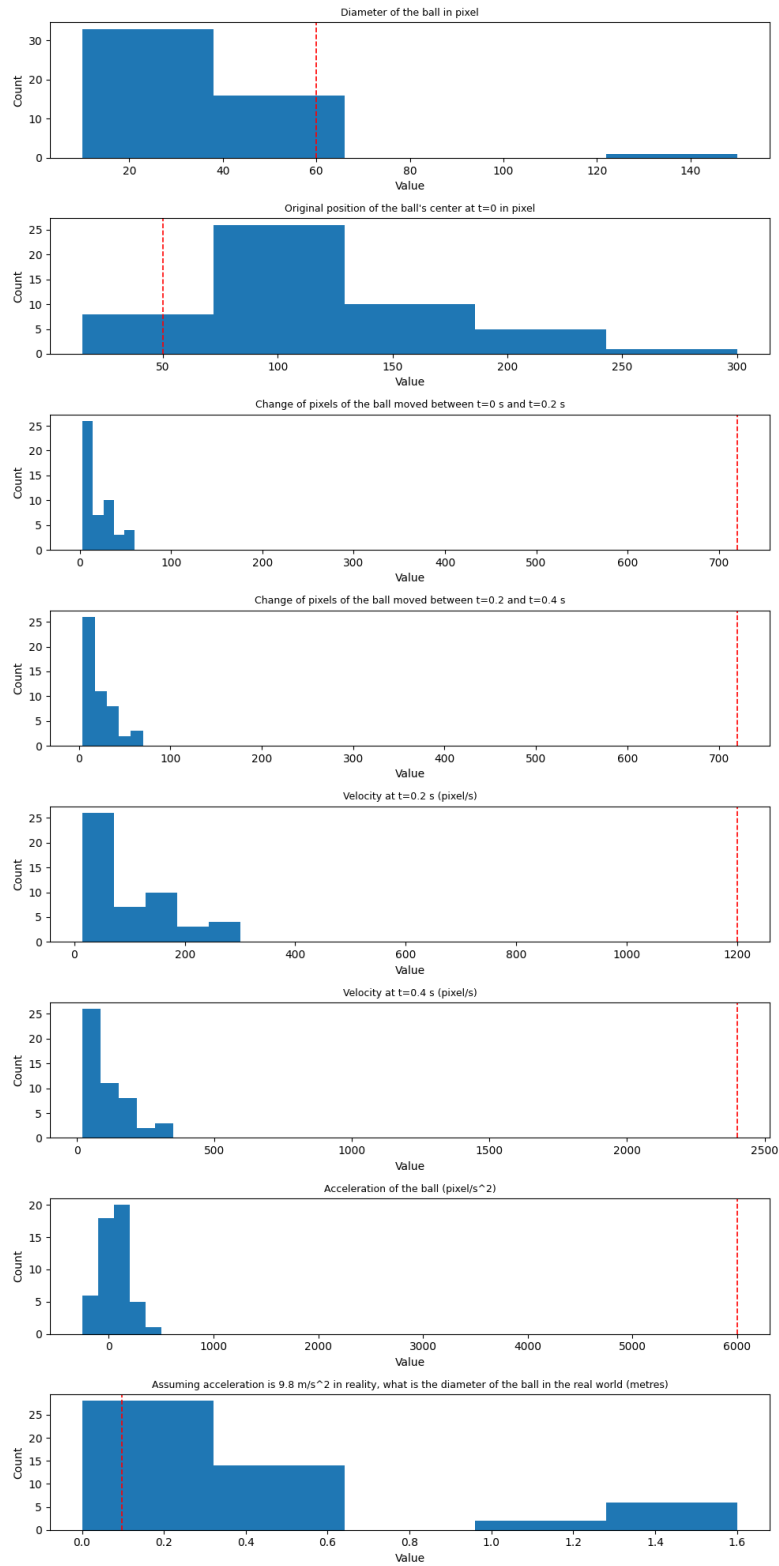 Diameter of the ball in pixel
30
20
10
0
Count
20 40 60 80 100 120 140
Value
Original position of the ball's center at t=0 in pixel
25
20
15
10
5
0
Count
50 100 150 200 250 300
Value
Change of pixels of the ball moved between t=0 s and t=0.2 s
25
20
15
10
5
0
Count
0 100 200 300 400 500 600 700
Value
Change of pixels of the ball moved between t=0.2 and t=0.4 s
25
20
15
10
5
0
Count
0 100 200 300 400 500 600 700
Value
Velocity at t=0.2 s (pixel/s)
25
20
15
10
5
0
Count
0 200 400 600 800 1000 1200
Value
Velocity at t=0.4 s (pixel/s)
25
20
15
10
5
0
Count
0 500 1000 1500 2000 2500
Value
Acceleration of the ball (pixel/s^2)
20
15
10
5
0
Count
0 1000 2000 3000 4000 5000 6000
Value
Assuming acceleration is 9.8 m/s^2 in reality, what is the diameter of the ball in the real world (metres)
25
20
15
10
5
0
Count
0.0 0.2 0.4 0.6 0.8 1.0 1.2 1.4 1.6
Value